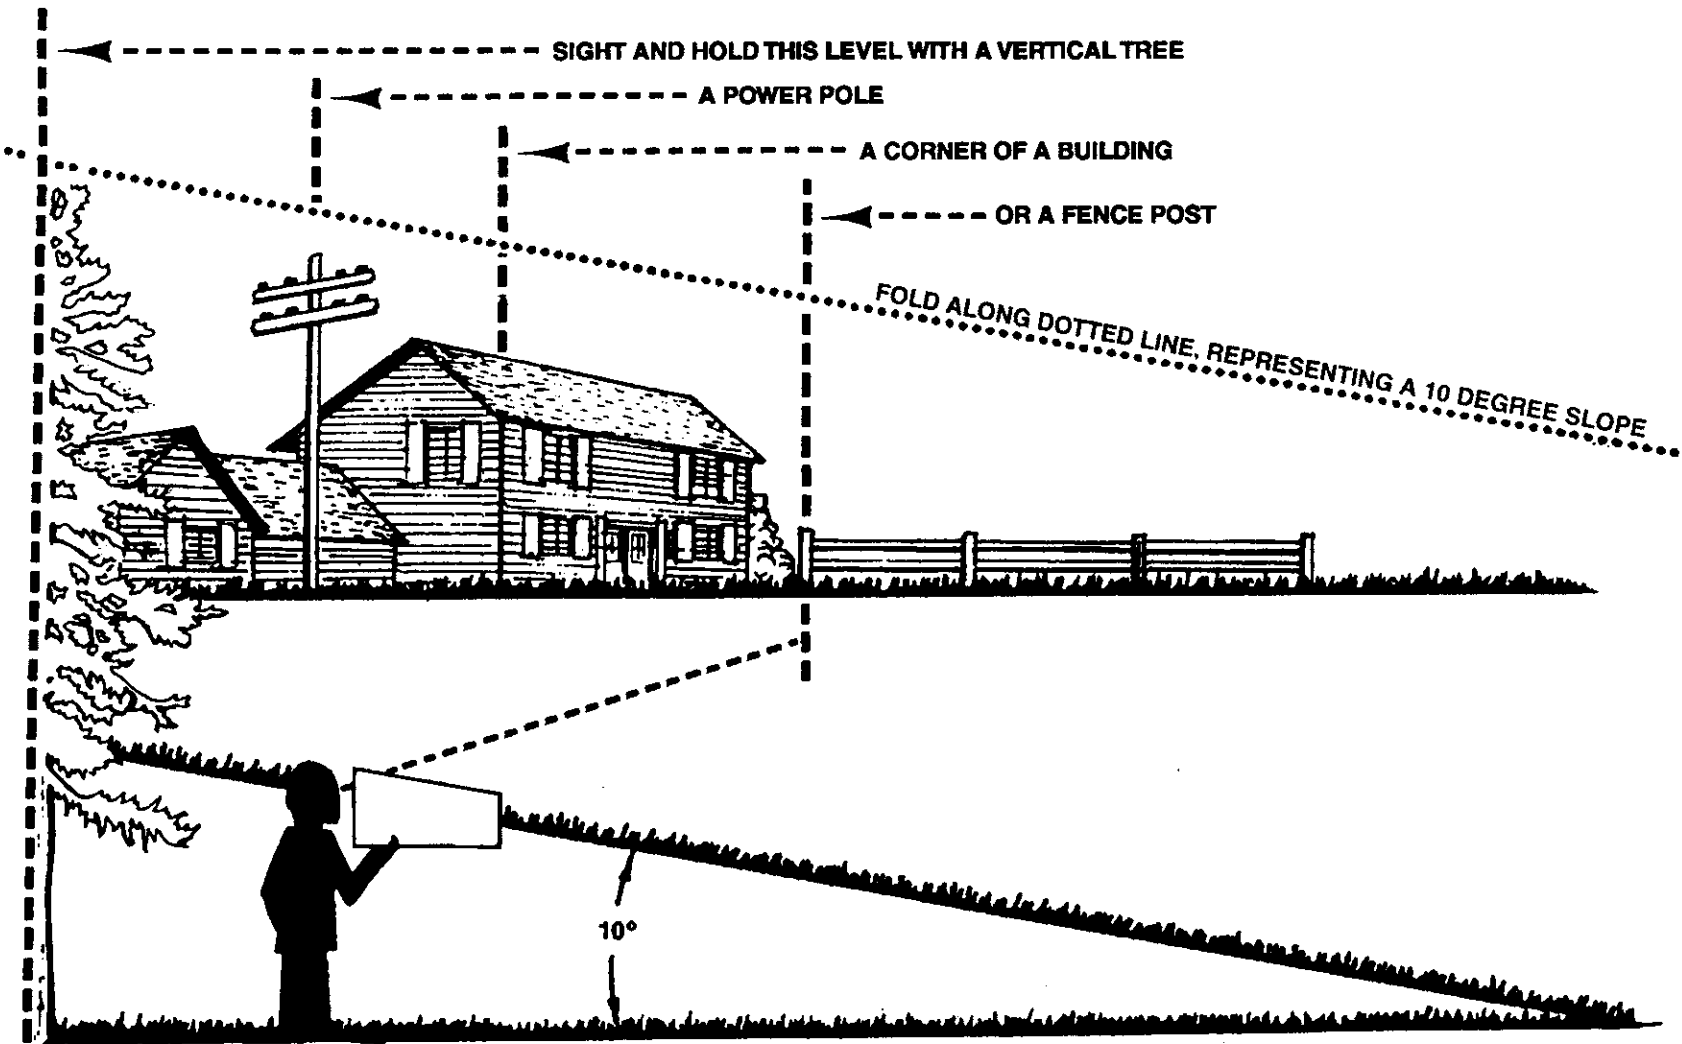 SIGHT AND HOLD THIS LEVEL WITH A VERTICAL TREE
A POWER POLE
A CORNER OF A BUILDING
OR A FENCE POST
FOLD ALONG DOTTED LINE, REPRESENTING A 10 DEGREE SLOPE
10°